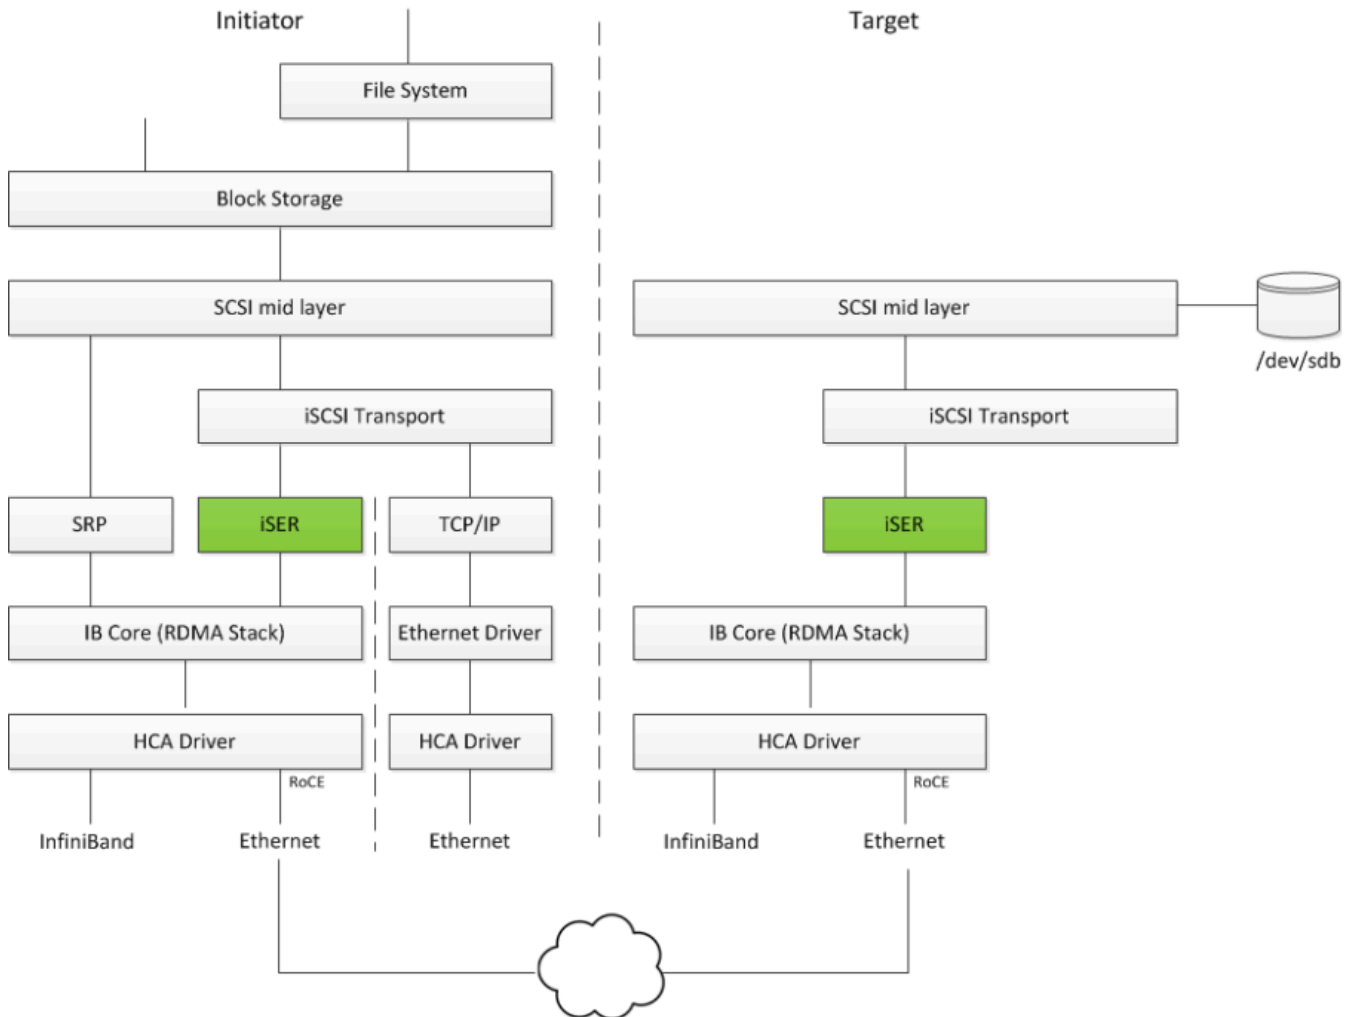 Initiator
Target
File System
Block Storage
SCSI mid layer
SCSI mid layer
/dev/sdb
iSCSI Transport
iSCSI Transport
SRP
iSER
TCP/IP
iSER
IB Core (RDMA Stack)
Ethernet Driver
IB Core (RDMA Stack)
HCA Driver
HCA Driver
HCA Driver
RoCE
RoCE
InfiniBand
Ethernet
Ethernet
InfiniBand
Ethernet